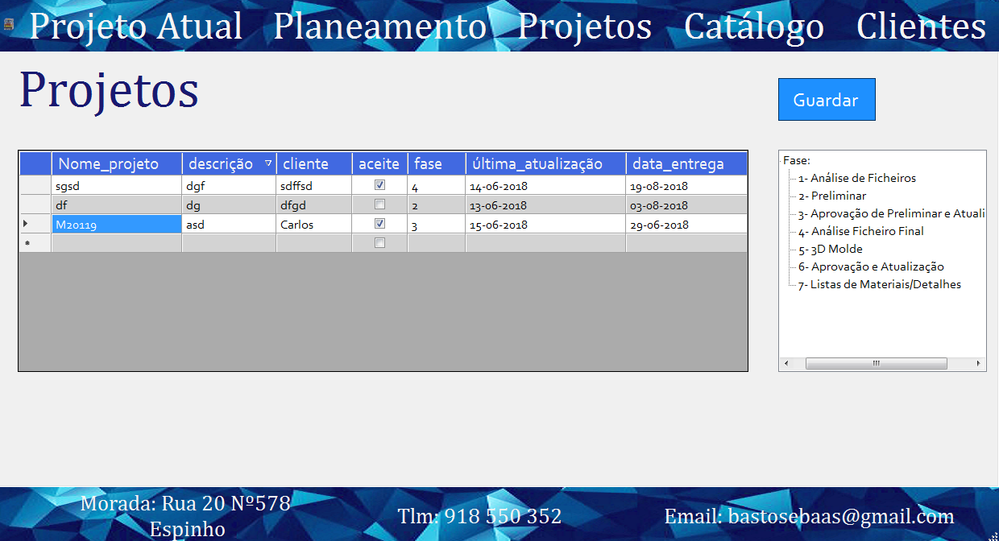 Projeto Atual Planeamento Projetos Catálogo Clientes
Projetos
Guardar
Nome_projeto descrição cliente aceite fase última_atualização data_entrega
sgsd dgf sdffsd 4 14-06-2018 19-08-2018
df dg dfgd 2 13-06-2018 03-08-2018
M20119 asd Carlos 3 15-06-2018 29-06-2018
Fase:
1- Análise de Ficheiros
2- Preliminar
3- Aprovação de Preliminar e Atuali
4- Análise Ficheiro Final
5- 3D Molde
6- Aprovação e Atualização
7- Listas de Materiais/Detalhes
Morada: Rua 20 Nº578
Espinho
Tlm: 918 550 352
Email: bastosebaas@gmail.com